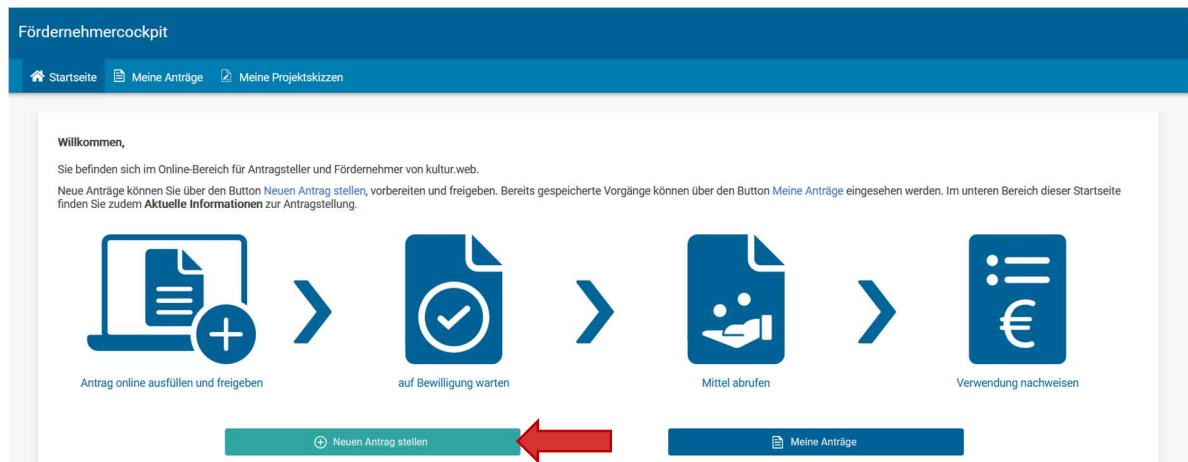 Fördernehmercockpit
Startseite Meine Anträge Meine Projektskizzen
Willkommen,
Sie befinden sich im Online-Bereich für Antragsteller und Fördernehmer von kultur.web.
Neue Anträge können Sie über den Button Neuen Antrag stellen, vorbereiten und freigeben. Bereits gespeicherte Vorgänge können über den Button Meine Anträge eingesehen werden. Im unteren Bereich dieser Startseite
finden Sie zudem Aktuelle Informationen zur Antragstellung.
€
Antrag online ausfüllen und freigeben auf Bewilligung warten Mittel abrufen Verwendung nachweisen
Neuen Antrag stellen Meine Anträge